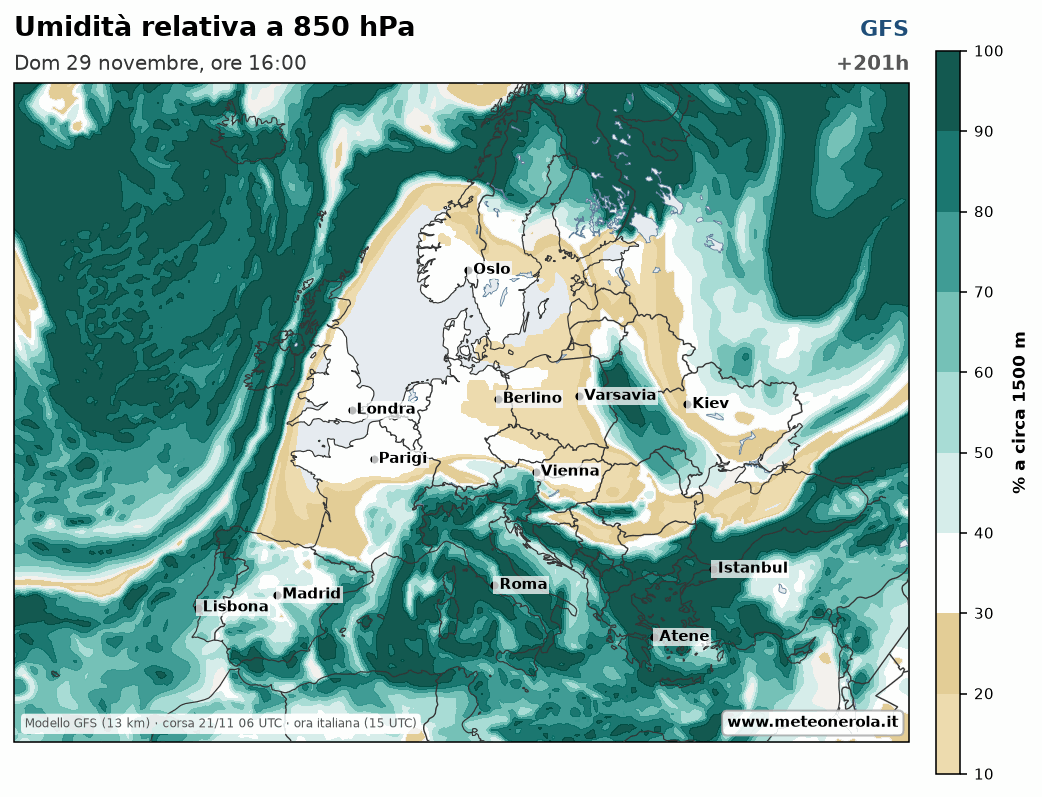 Umidità relativa a 850 hPa
GFS
Dom 29 novembre, ore 16:00
+201h
100
90
80
70
60
50
40
30
20
10
% a circa 1500 m
Oslo
Londra
Berlino
Varsavia
Kiev
Parigi
Vienna
Istanbul
Madrid
Roma
Lisbona
Atene
Modello GFS (13 km) · corsa 21/11 06 UTC · ora italiana (15 UTC)
www.meteonerola.it